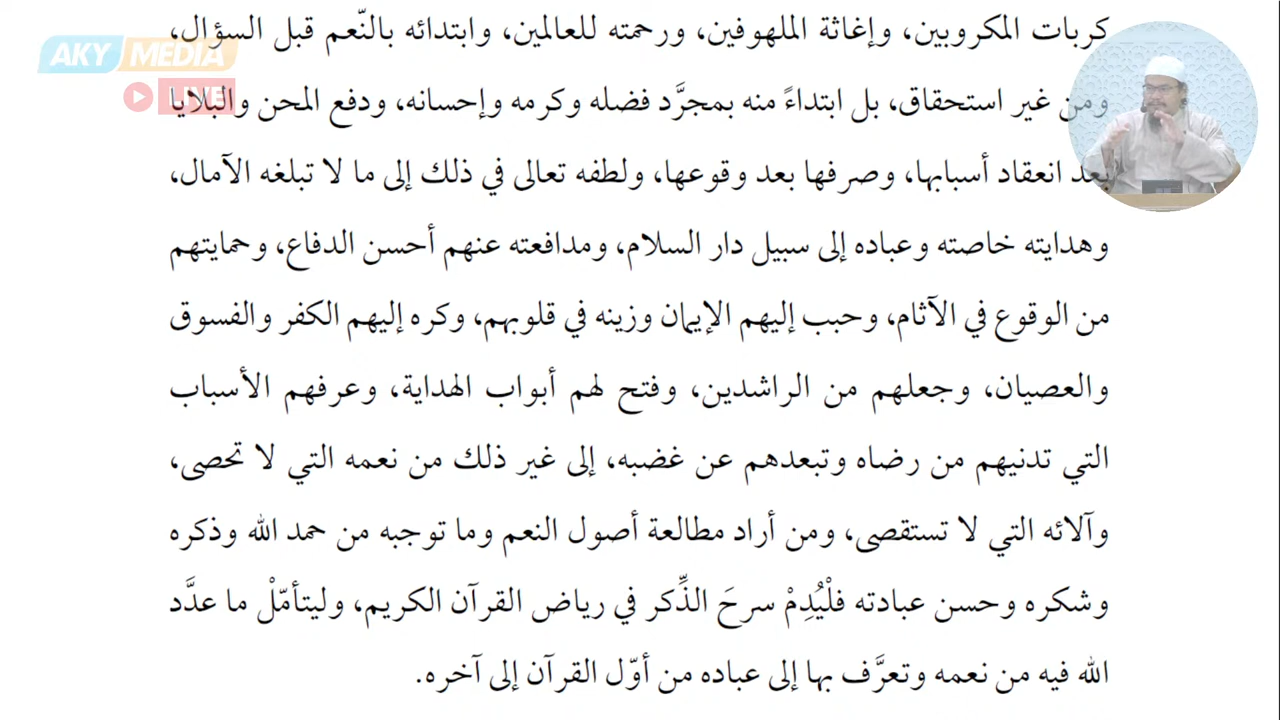 كربات المكروبين، وإغاثة الملهوفين، ورحمته للعالمين، وابتدائه بالنّعم قبل السؤال،
AKY MEDIA
LIVE
ومن غير استحقاق، بل ابتداءً منه بمجرَّد فضله وكرمه وإحسانه، ودفع المحن والبلايا
بعد انعقاد أسبابها، وصرفها بعد وقوعها، ولطفه تعالى في ذلك إلى ما لا تبلغه الآمال،
وهدايته خاصته وعباده إلى سبيل دار السلام، ومدافعته عنهم أحسن الدفاع، وحمايتهم
من الوقوع في الآثام، وحبب إليهم الإيمان وزينه في قلوبهم، وكره إليهم الكفر والفسوق
والعصيان، وجعلهم من الراشدين، وفتح لهم أبواب الهداية، وعرفهم الأسباب
التي تدنيهم من رضاه وتبعدهم عن غضبه، إلى غير ذلك من نعمه التي لا تحصى،
وآلائه التي لا تستقصى، ومن أراد مطالعة أصول النعم وما توجبه من حمد الله وذكره
وشكره وحسن عبادته فلْيُدِمْ سرحَ الذِّكر في رياض القرآن الكريم، وليتأمّلْ ما عدَّد
الله فيه من نعمه وتعرَّف بها إلى عباده من أوّل القرآن إلى آخره.